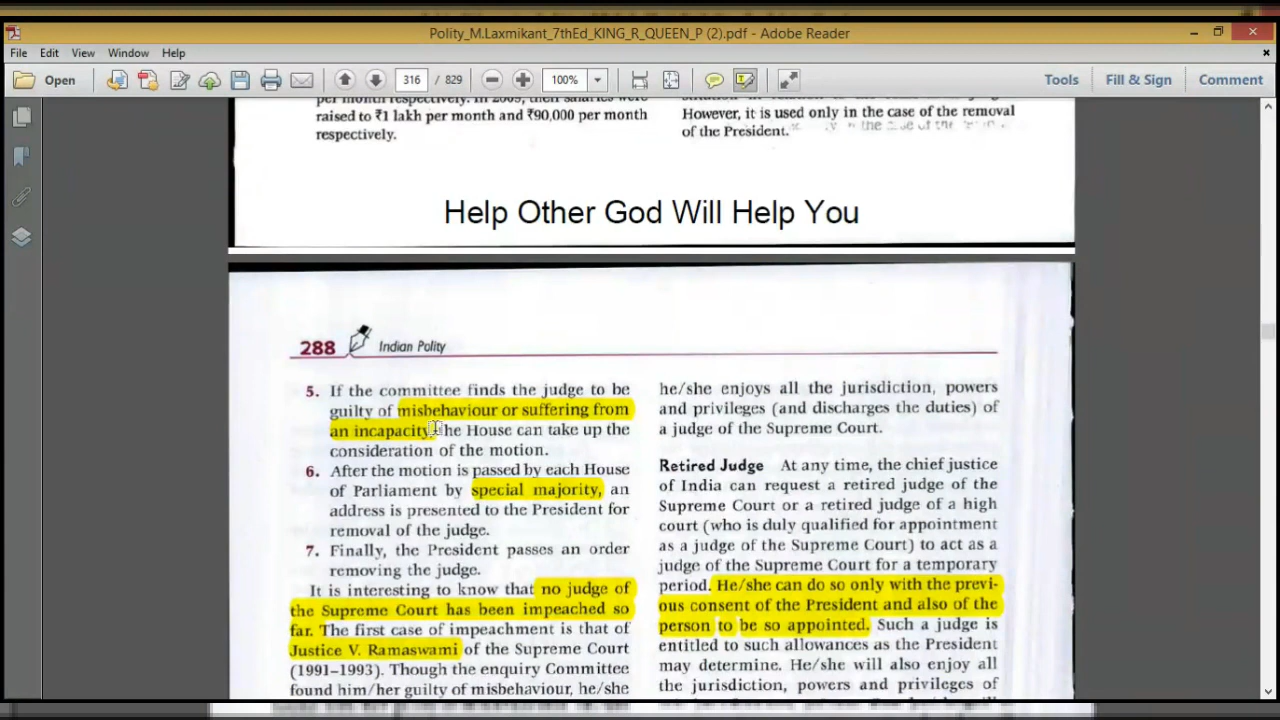 Polity_M.Laxmikant_7thEd_KING_R_QUEEN_P (2).pdf - Adobe Reader
File Edit View Window Help
Open 316 / 829 100% Tools Fill & Sign Comment
per month respectively. In 2009, their salaries were
raised to ₹1 lakh per month and ₹90,000 per month
respectively.
However, it is used only in the case of the removal
of the President.
Help Other God Will Help You
288 Indian Polity
5. If the committee finds the judge to be
guilty of misbehaviour or suffering from
an incapacity, the House can take up the
consideration of the motion.
6. After the motion is passed by each House
of Parliament by special majority, an
address is presented to the President for
removal of the judge.
7. Finally, the President passes an order
removing the judge.
It is interesting to know that no judge of
the Supreme Court has been impeached so
far. The first case of impeachment is that of
Justice V. Ramaswami of the Supreme Court
(1991-1993). Though the enquiry Committee
found him/her guilty of misbehaviour, he/she
he/she enjoys all the jurisdiction, powers
and privileges (and discharges the duties) of
a judge of the Supreme Court.
Retired Judge At any time, the chief justice
of India can request a retired judge of the
Supreme Court or a retired judge of a high
court (who is duly qualified for appointment
as a judge of the Supreme Court) to act as a
judge of the Supreme Court for a temporary
period. He/she can do so only with the previ-
ous consent of the President and also of the
person to be so appointed. Such a judge is
entitled to such allowances as the President
may determine. He/she will also enjoy all
the jurisdiction, powers and privileges of